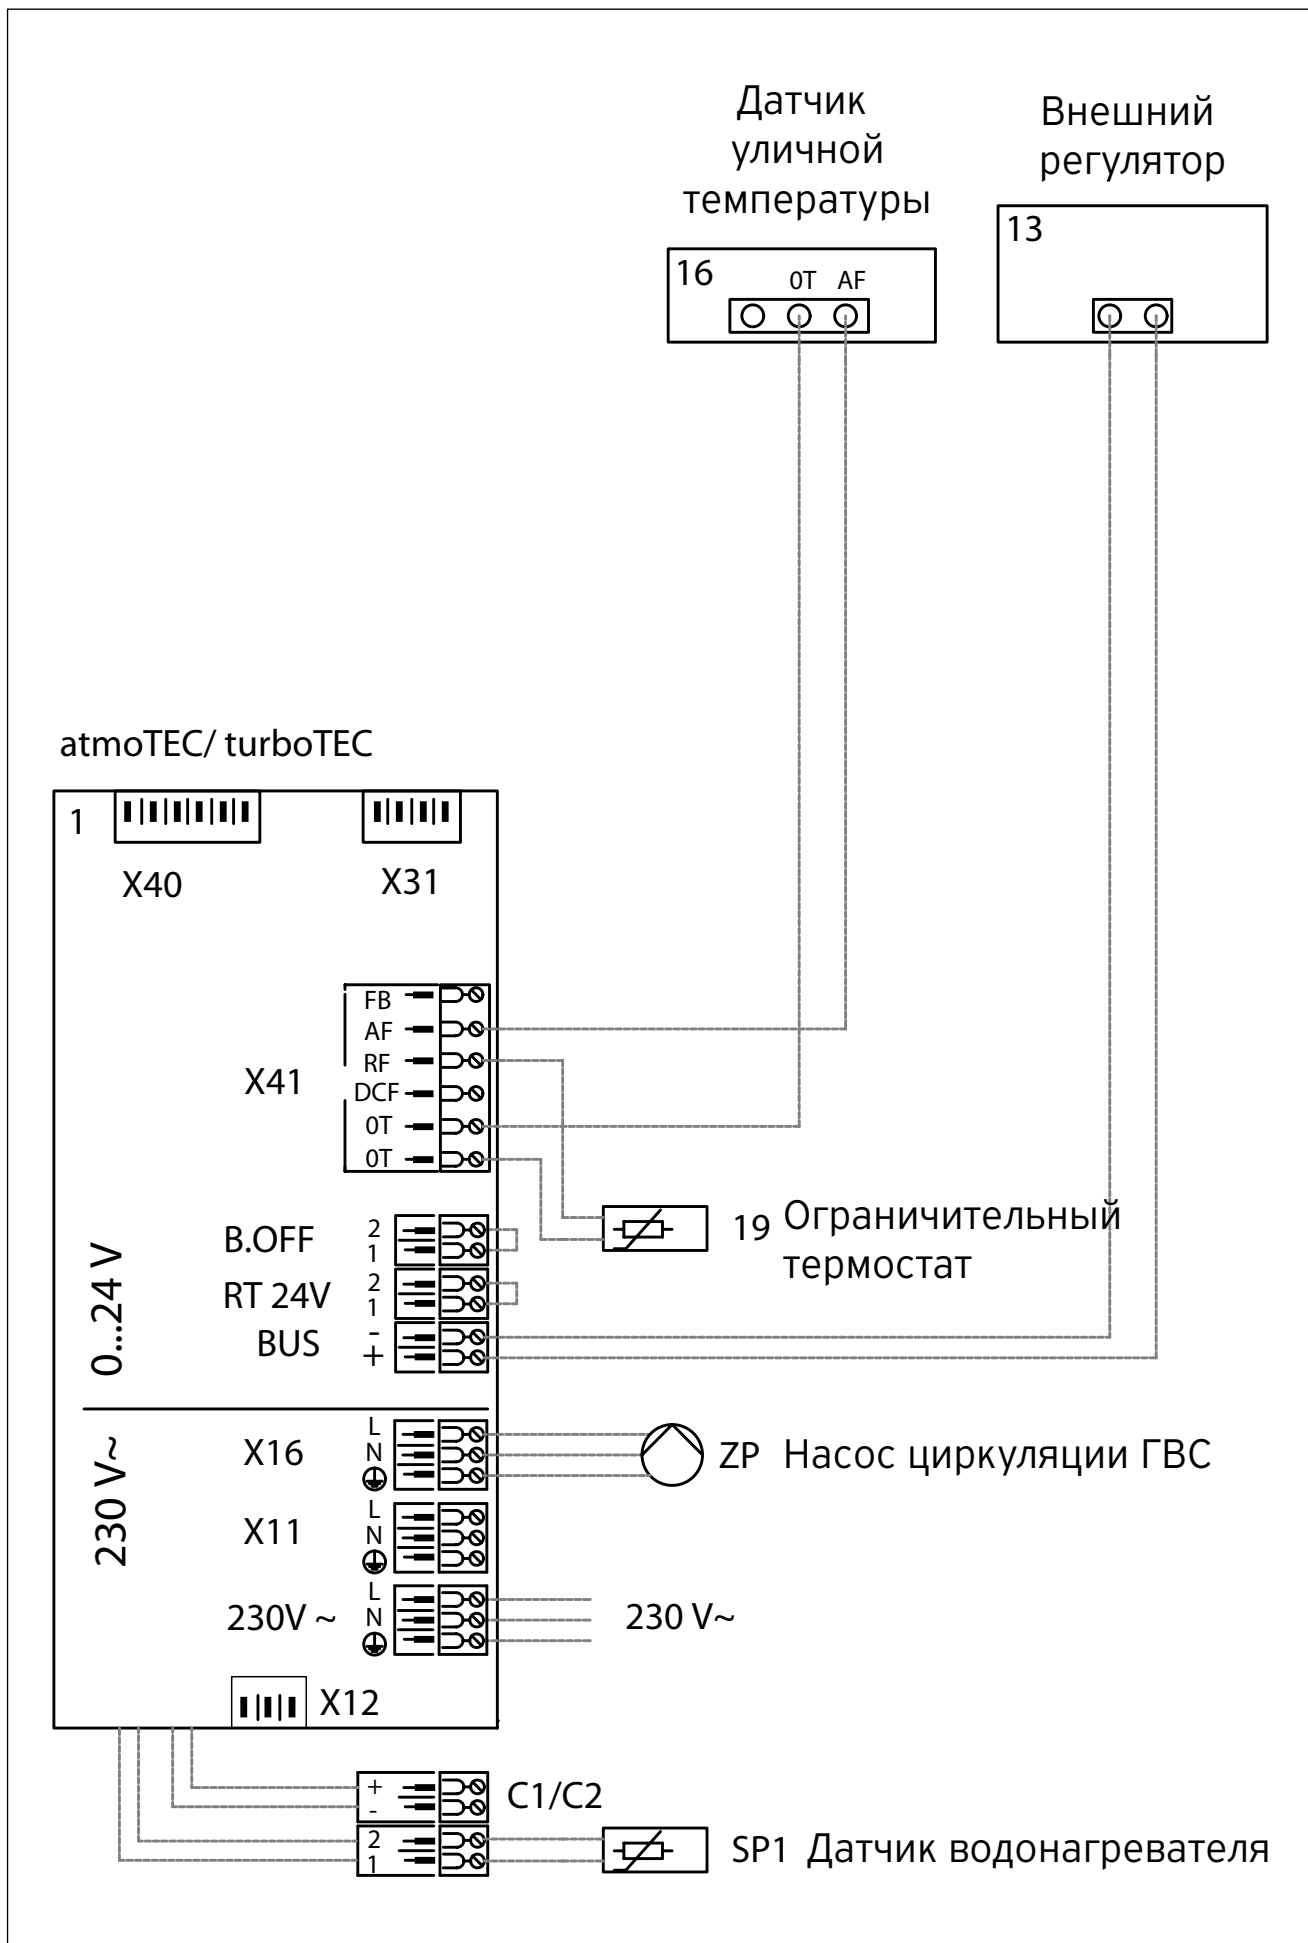 Датчик
уличной
температуры
Внешний
регулятор
16
0T AF
13
atmoTEC/ turboTEC
1
X40
X31
X41
FB
AF
RF
DCF
0T
0T
0...24 V
B.OFF
2
1
RT 24V
2
1
BUS
-
+
19 Ограничительный
термостат
230 V~
X16
L
N
ZP Насос циркуляции ГВС
X11
L
N
230V ~
L
N
230 V~
X12
+
-
C1/C2
2
1
SP1 Датчик водонагревателя